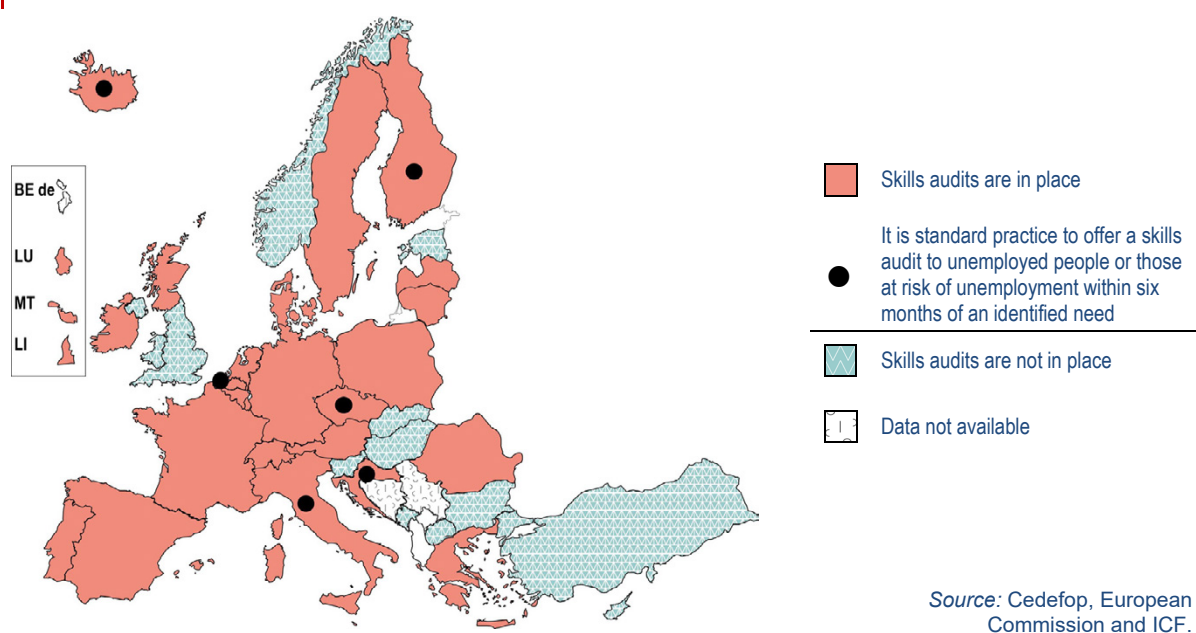 BE de
LU
MT
LI
Skills audits are in place
It is standard practice to offer a skills
audit to unemployed people or those
at risk of unemployment within six
months of an identified need
Skills audits are not in place
Data not available
Source: Cedefop, European
Commission and ICF.